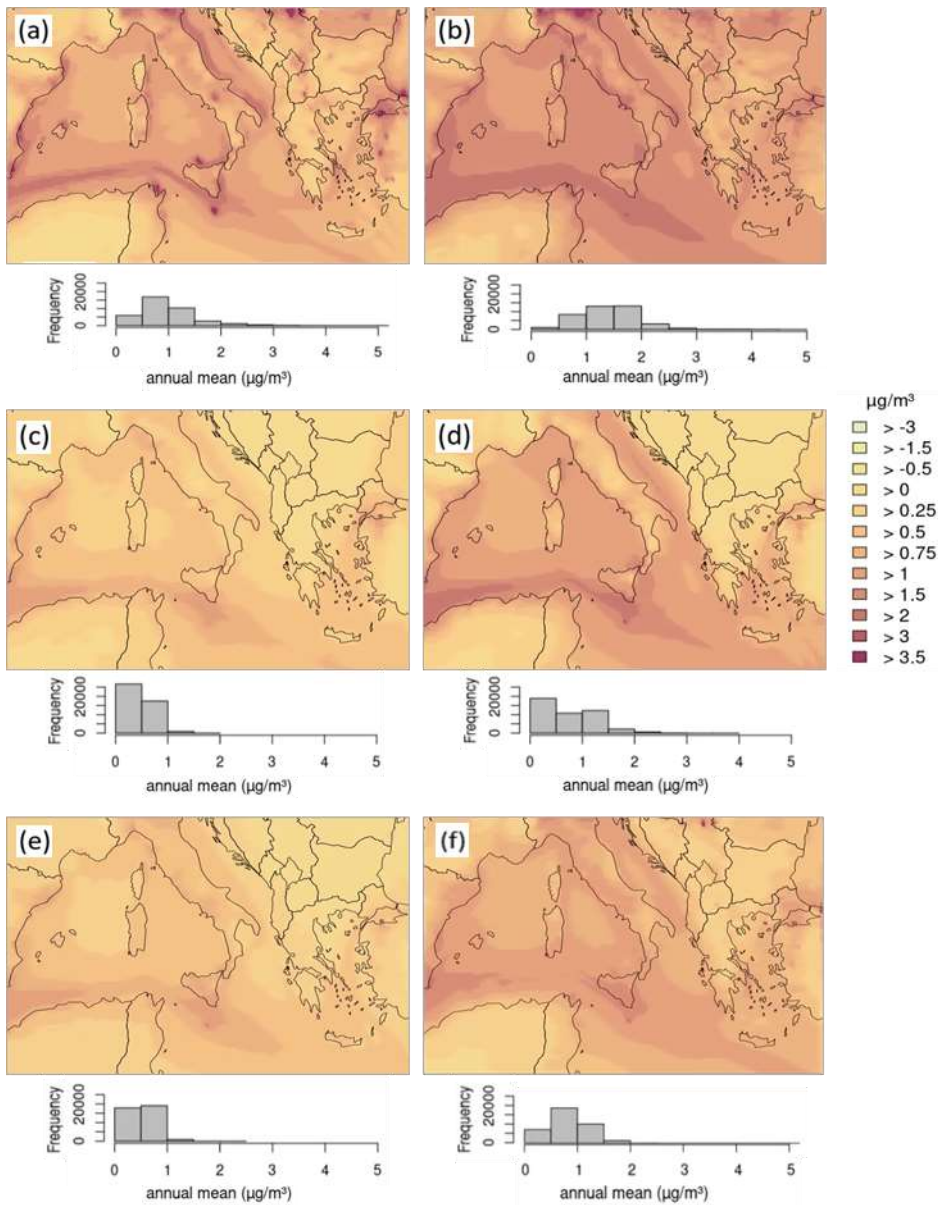 (a)
(b)
Frequency
0 20000
0 1 2 3 4 5
annual mean (µg/m³)
Frequency
0 20000
0 1 2 3 4 5
annual mean (µg/m³)
(c)
(d)
µg/m³
> -3
> -1.5
> -0.5
> 0
> 0.25
> 0.5
> 0.75
> 1
> 1.5
> 2
> 3
> 3.5
Frequency
0 20000
0 1 2 3 4 5
annual mean (µg/m³)
Frequency
0 20000
0 1 2 3 4 5
annual mean (µg/m³)
(e)
(f)
Frequency
0 20000
0 1 2 3 4 5
annual mean (µg/m³)
Frequency
0 20000
0 1 2 3 4 5
annual mean (µg/m³)